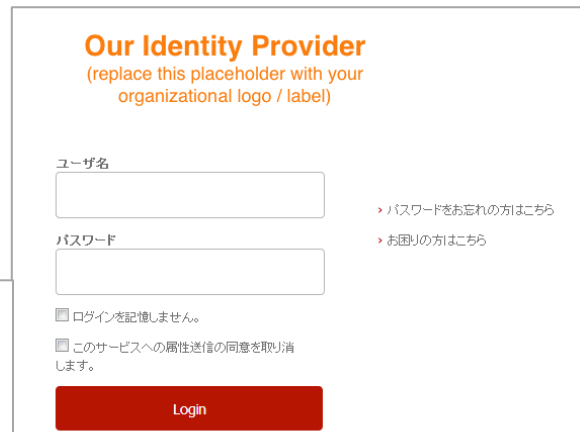 Our Identity Provider
(replace this placeholder with your
organizational logo / label)
ユーザ名
パスワード
ログインを記憶しません。
このサービスへの属性送信の同意を取り消
します。
Login
› パスワードをお忘れの方はこちら
› お困りの方はこちら